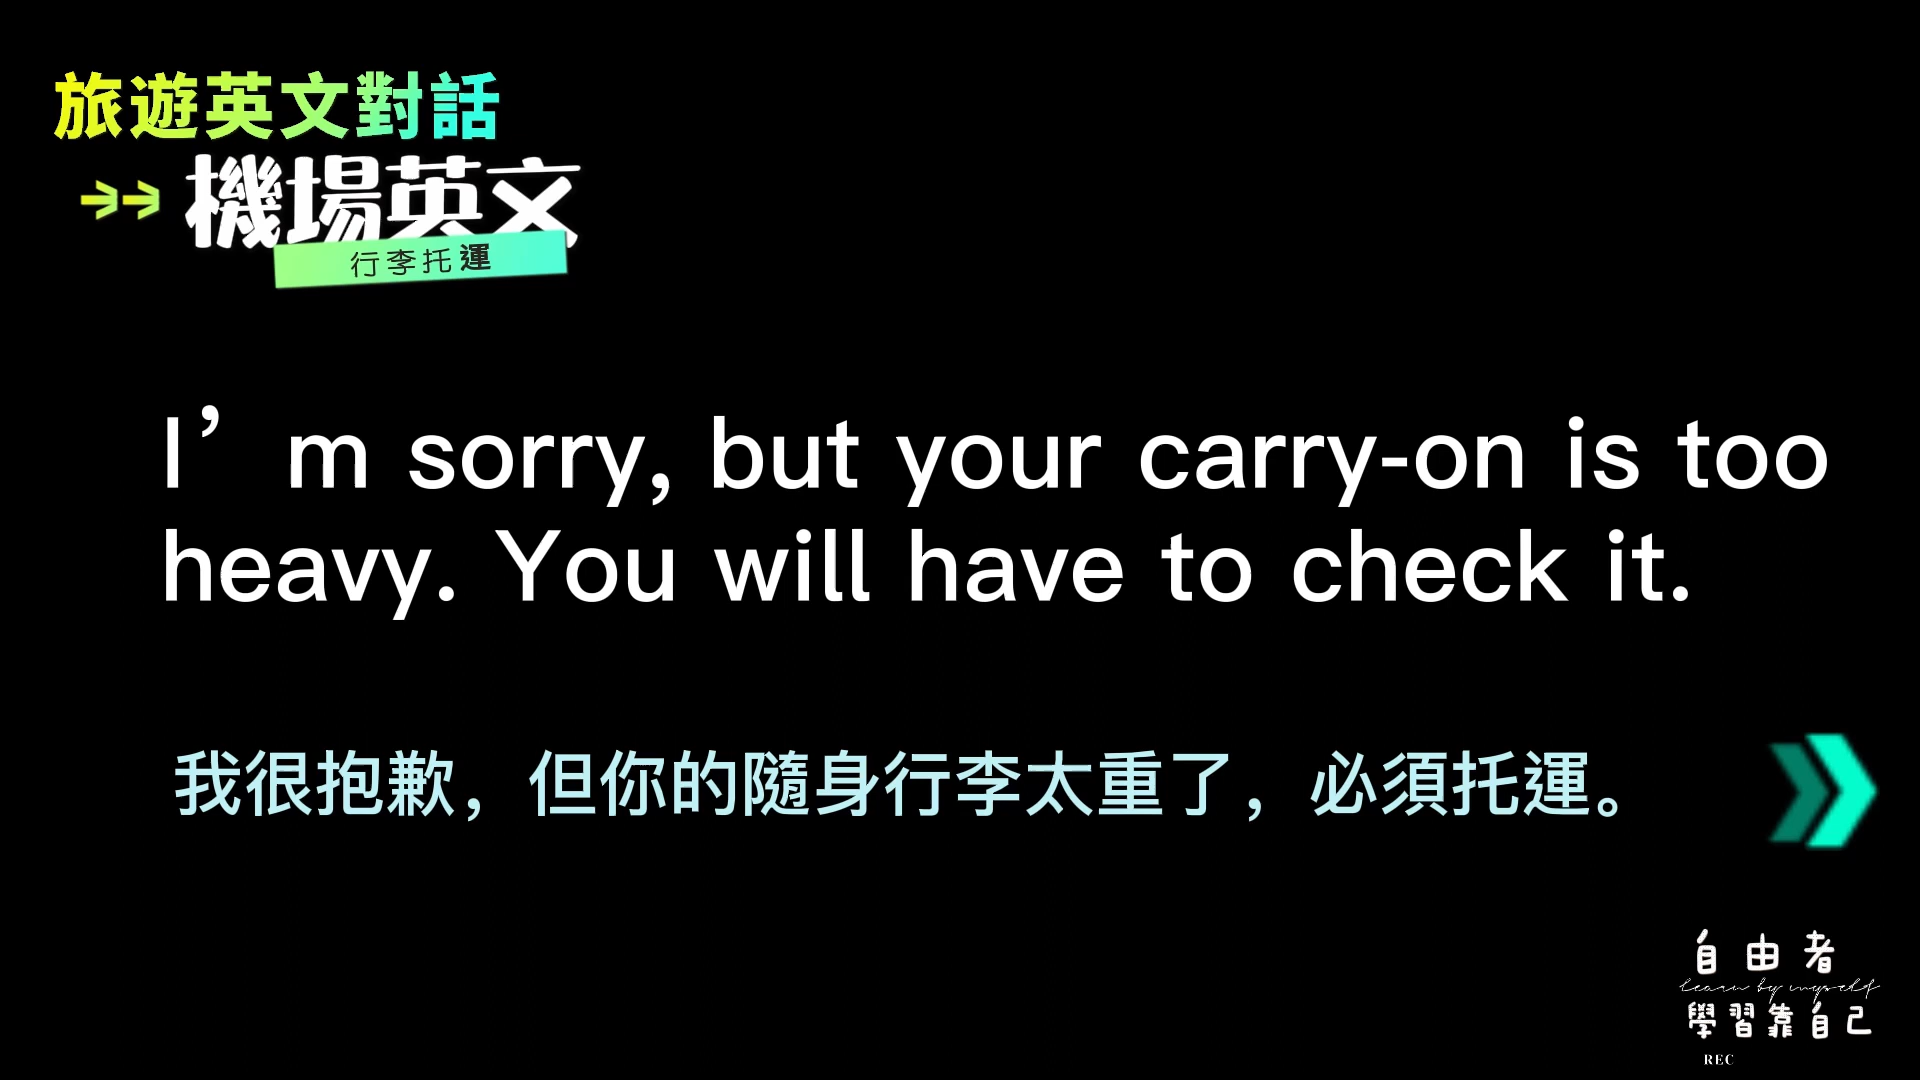 旅遊英文對話
機場英文
行李托運
I’m sorry, but your carry-on is too
heavy. You will have to check it.
我很抱歉，但你的隨身行李太重了，必須托運。
自由者
learn by myself
學習靠自己
REC